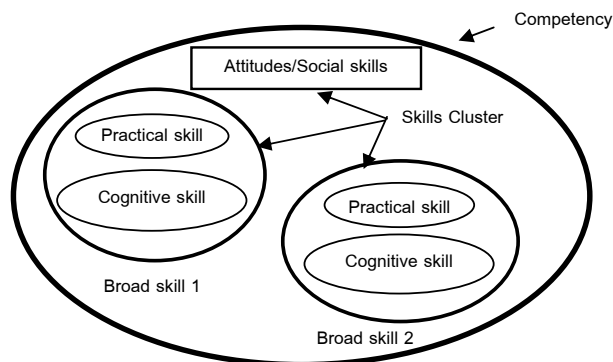 Competency
Attitudes/Social skills
Skills Cluster
Practical skill
Cognitive skill
Broad skill 1
Practical skill
Cognitive skill
Broad skill 2